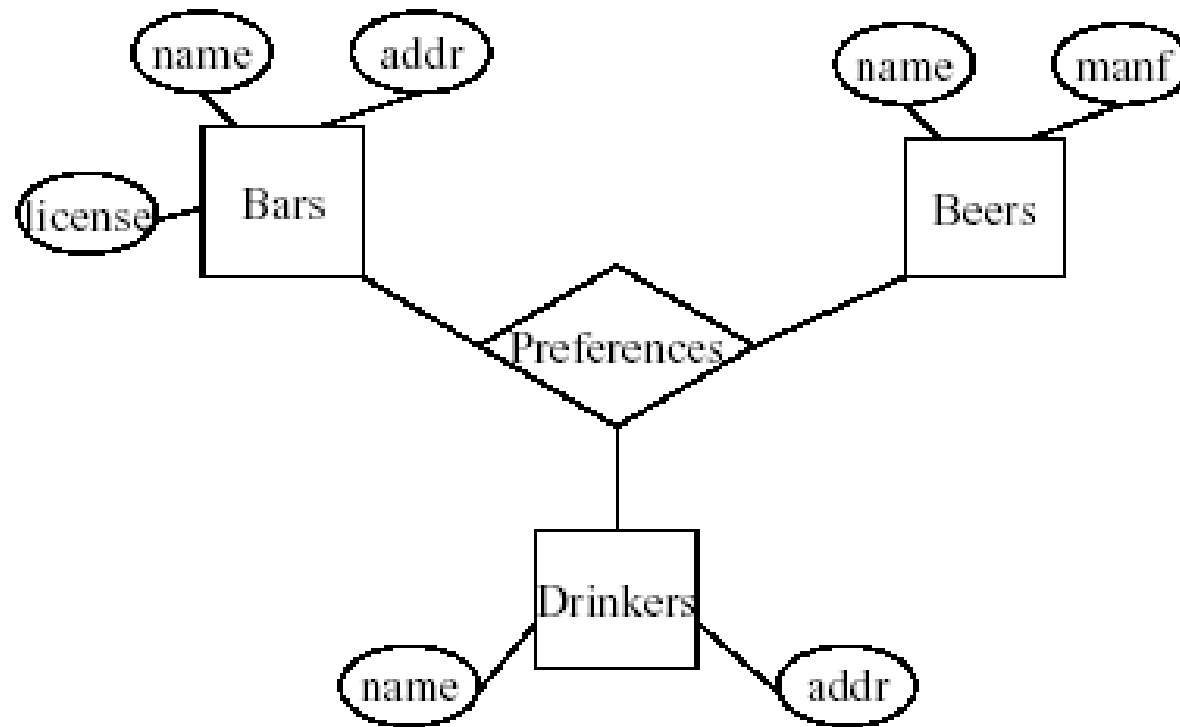 name
addr
name
manf
license
Bars
Beers
Preferences
Drinkers
name
addr